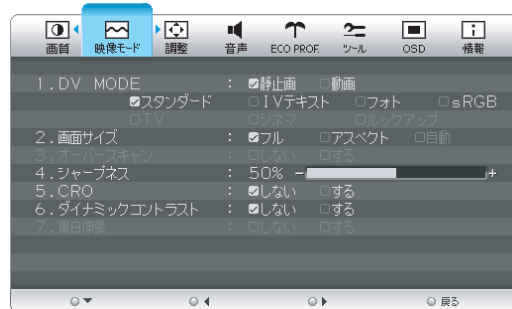 画質 映像モード 調整 音声 ECO PROF. ツール OSD 情報
1.DV MODE : ☑静止画 □動画
☑スタンダード □IVテキスト □フォト □sRGB
□TV □シネマ □ルックアップ
2.画面サイズ : ☑フル □アスペクト □自動
3.オーバースキャン : □しない □する
4.シャープネス : 50% - +
5.CRO : ☑しない □する
6.ダイナミックコントラスト : ☑しない □する
7.黒白伸張 : □しない □する
○▼ ○◀ ○▶ ○ 戻る